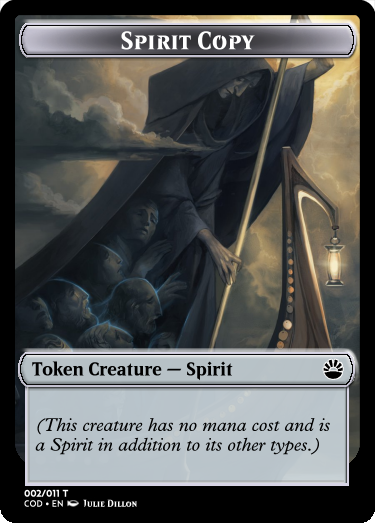 Spirit Copy
Token Creature — Spirit
(This creature has no mana cost and is
a Spirit in addition to its other types.)
002/011 T
COD • EN Julie Dillon